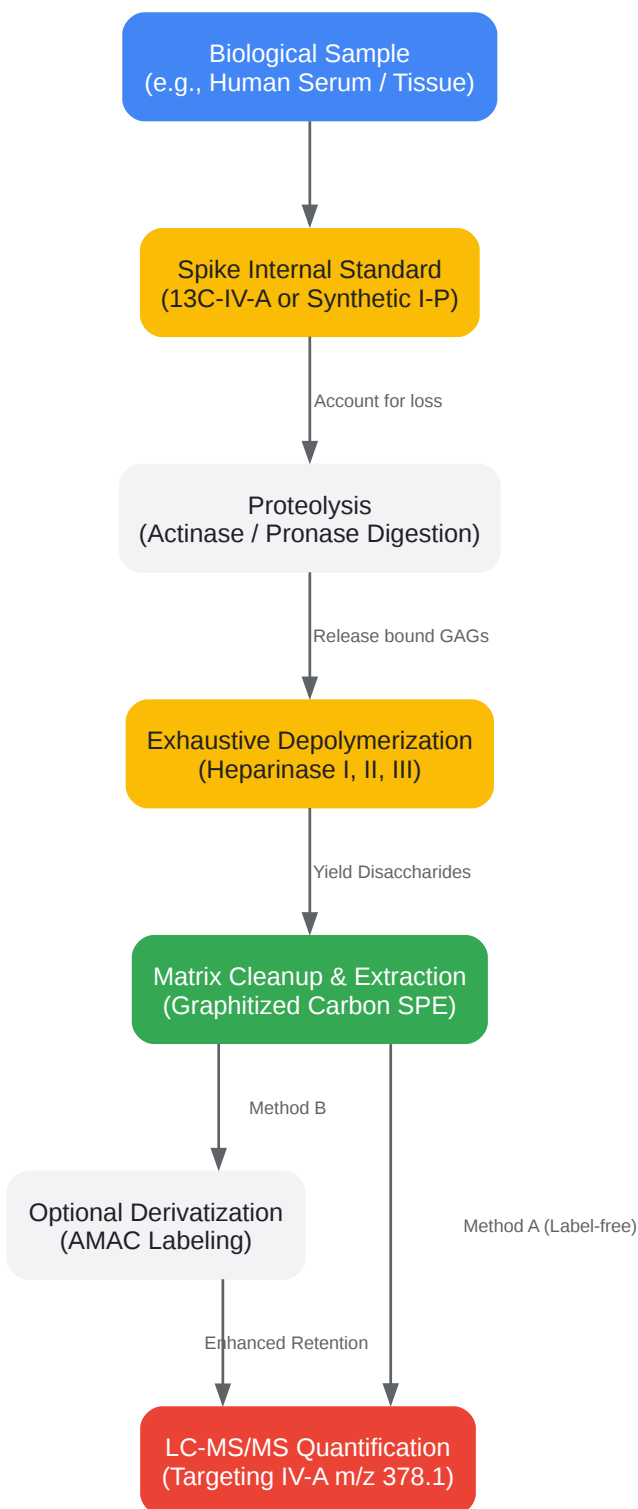 Biological Sample
(e.g., Human Serum / Tissue)
Spike Internal Standard
(13C-IV-A or Synthetic I-P)
Account for loss
Proteolysis
(Actinase / Pronase Digestion)
Release bound GAGs
Exhaustive Depolymerization
(Heparinase I, II, III)
Yield Disaccharides
Matrix Cleanup & Extraction
(Graphitized Carbon SPE)
Method B
Optional Derivatization
(AMAC Labeling)
Method A (Label-free)
Enhanced Retention
LC-MS/MS Quantification
(Targeting IV-A m/z 378.1)